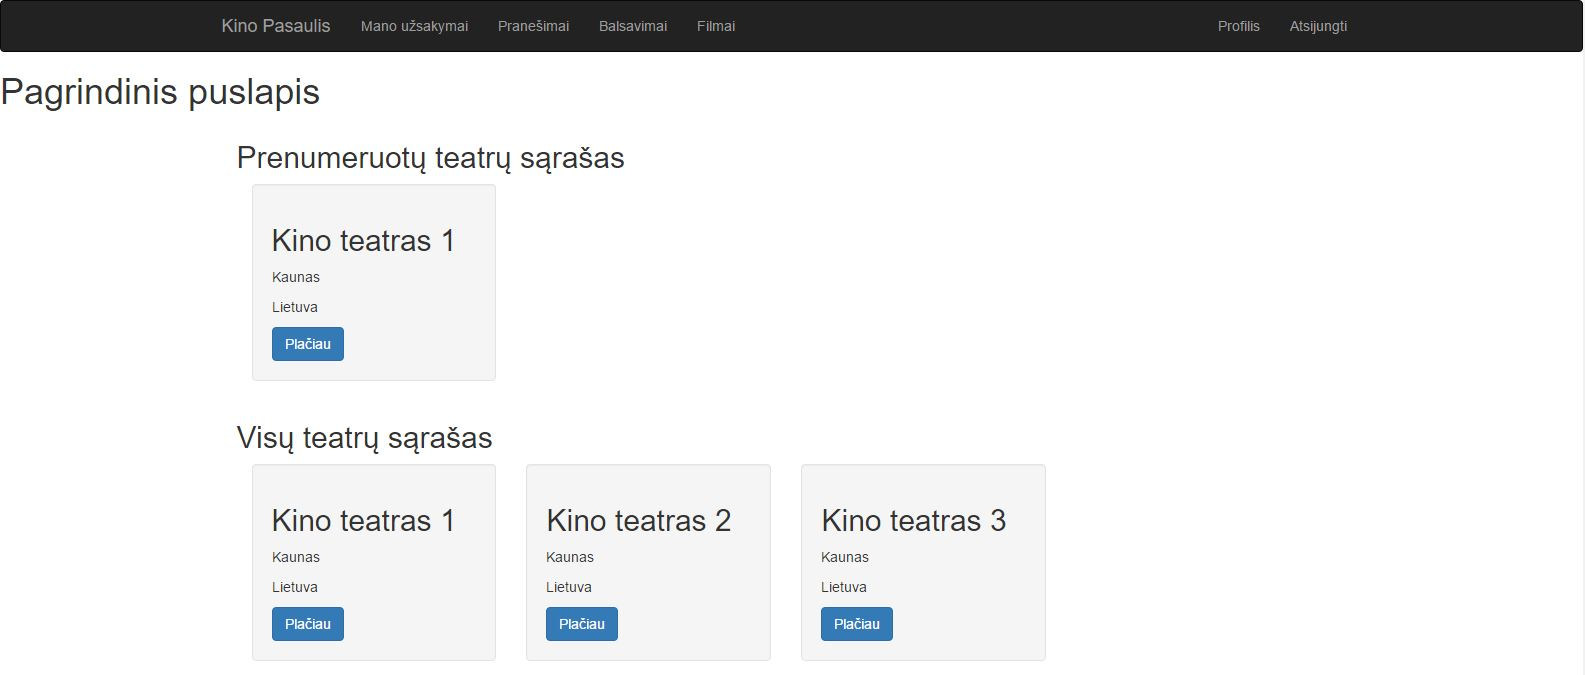 Kino Pasaulis Mano užsakymai Pranešimai Balsavimai Filmai Profilis Atsijungti
Pagrindinis puslapis
Prenumeruotų teatrų sąrašas
Kino teatras 1
Kaunas
Lietuva
Plačiau
Visų teatrų sąrašas
Kino teatras 1
Kaunas
Lietuva
Plačiau
Kino teatras 2
Kaunas
Lietuva
Plačiau
Kino teatras 3
Kaunas
Lietuva
Plačiau